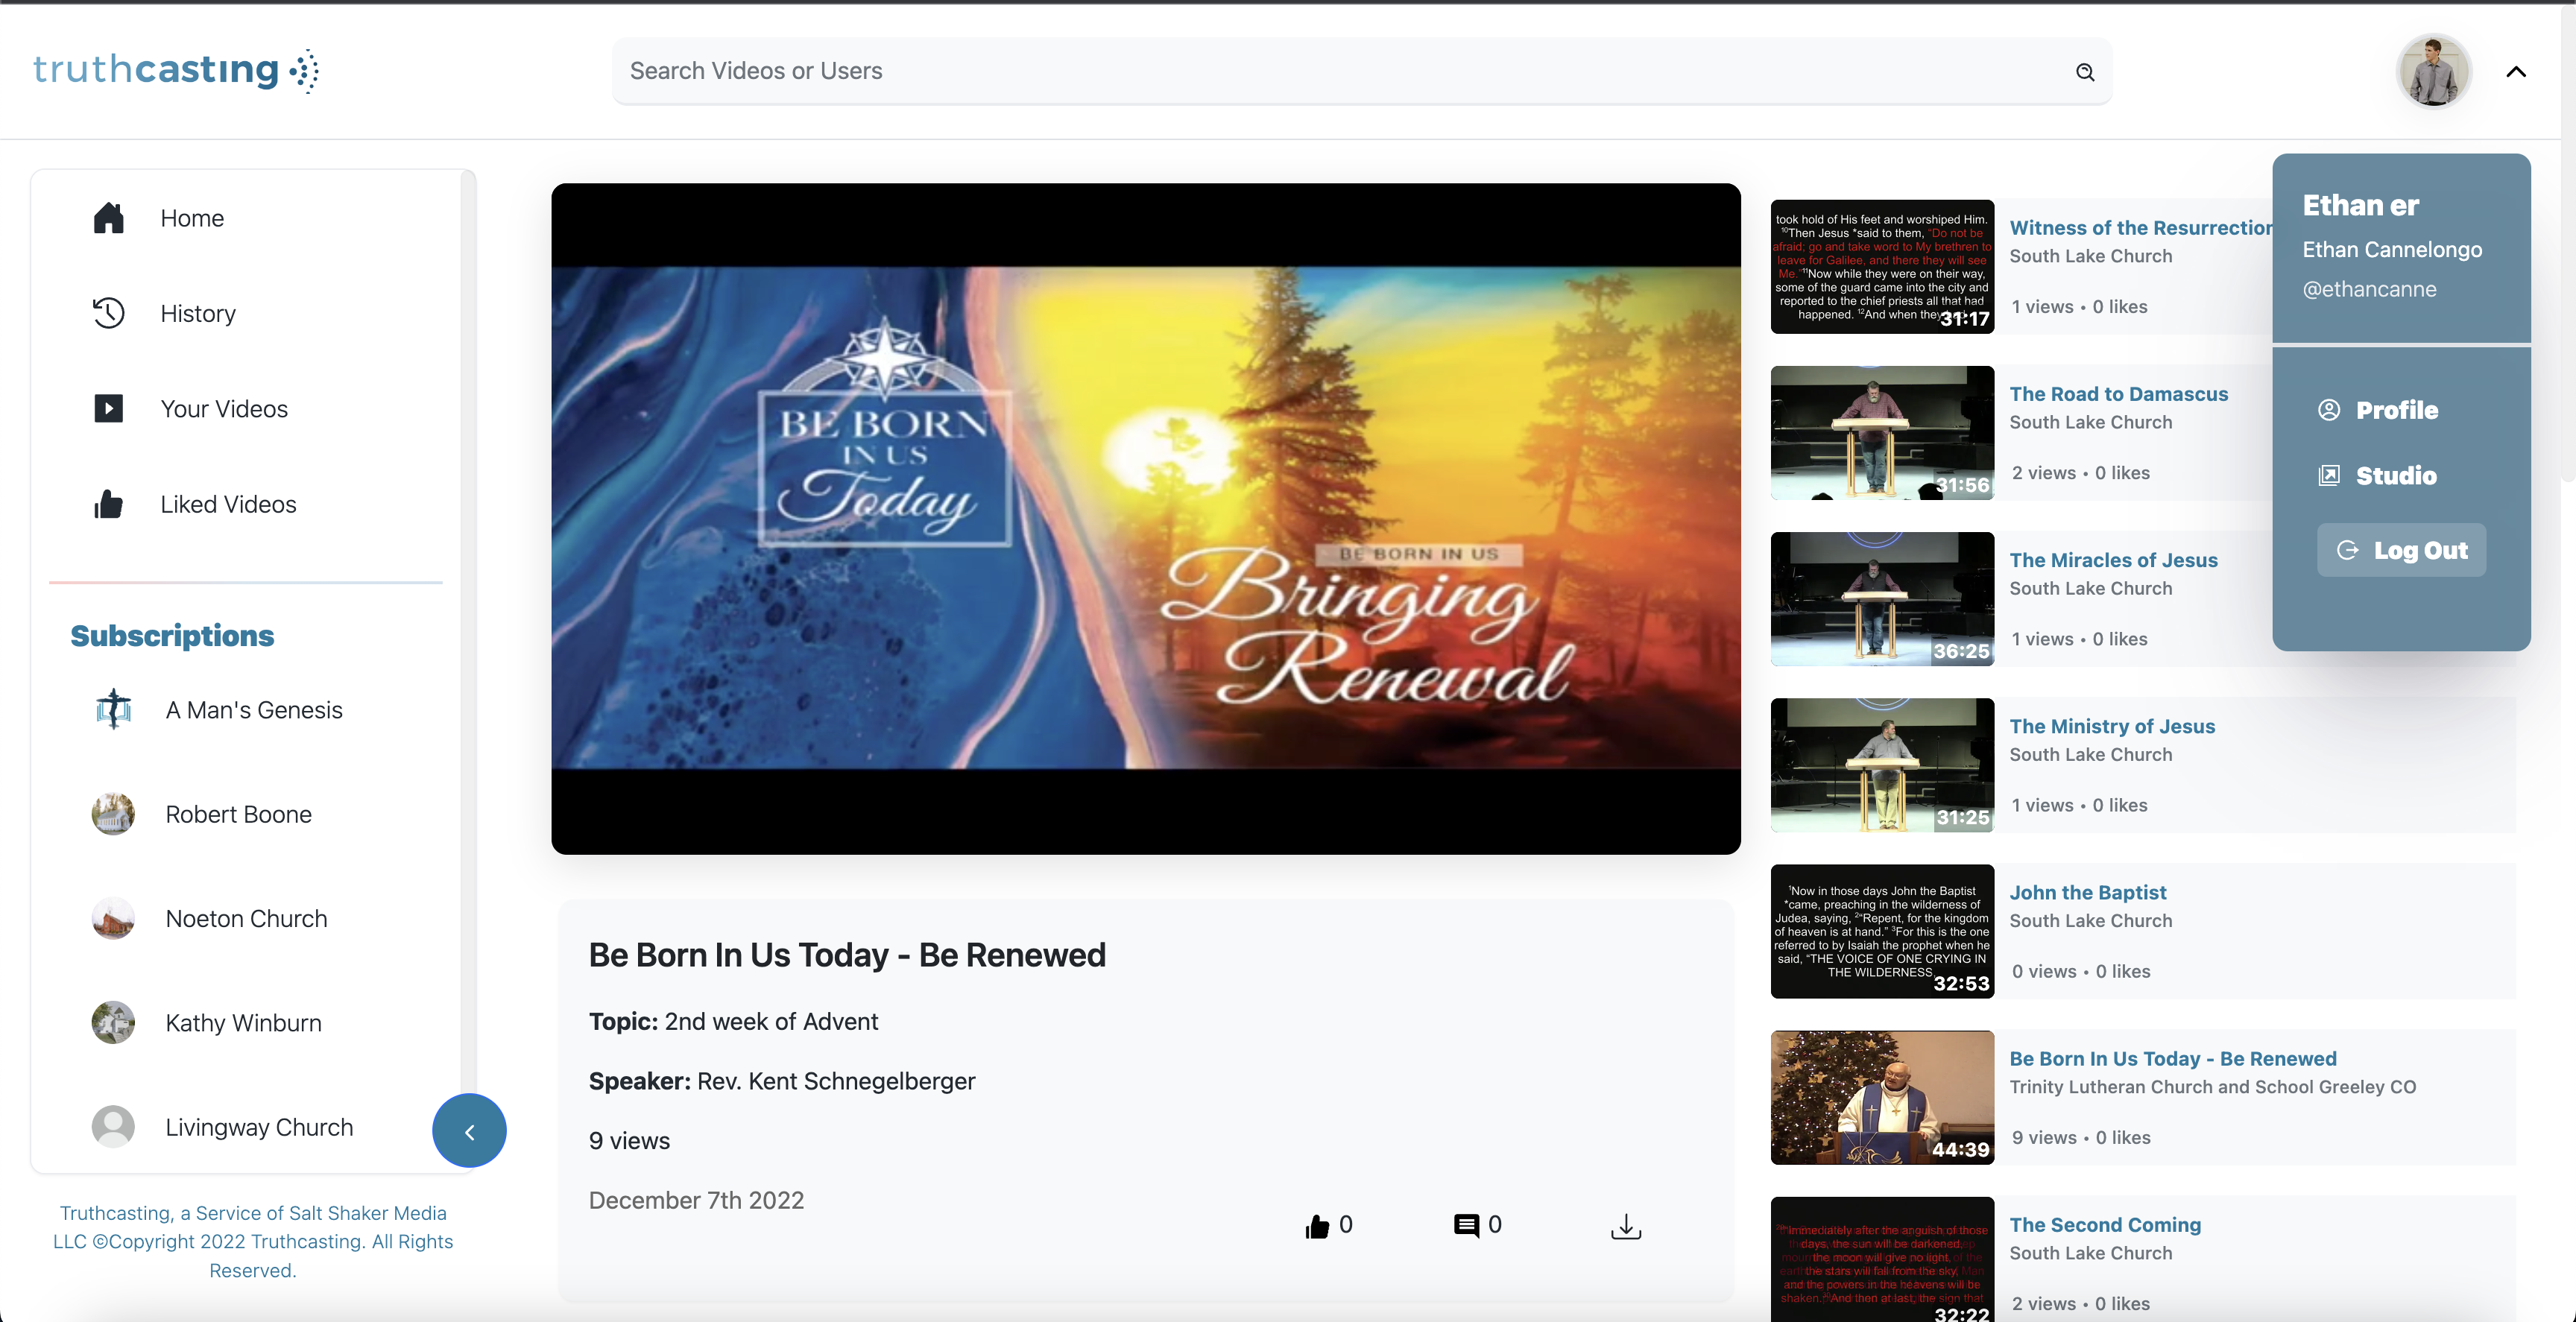 truthcasting
Search Videos or Users
Home
History
Your Videos
Liked Videos
Subscriptions
A Man's Genesis
Robert Boone
Noeton Church
Kathy Winburn
Livingway Church
Truthcasting, a Service of Salt Shaker Media
LLC ©Copyright 2022 Truthcasting. All Rights
Reserved.
BE BORN
IN US
Today
BE BORN IN US
Bringing
Renewal
Be Born In Us Today - Be Renewed
Topic: 2nd week of Advent
Speaker: Rev. Kent Schnegelberger
9 views
December 7th 2022
0
0
took hold of His feet and worshiped Him.
10Then Jesus *said to them, "Do not be
afraid; go and take word to My brethren to
leave for Galilee, and there they will see
Me."11Now while they were on their way,
some of the guard came into the city and
reported to the chief priests all that had
happened. 12And when they
31:17
Witness of the Resurrection
South Lake Church
1 views • 0 likes
31:56
The Road to Damascus
South Lake Church
2 views • 0 likes
36:25
The Miracles of Jesus
South Lake Church
1 views • 0 likes
31:25
The Ministry of Jesus
South Lake Church
1 views • 0 likes
1Now in those days John the Baptist
*came, preaching in the wilderness of
Judea, saying, 2"Repent, for the kingdom
of heaven is at hand." 3For this is the one
referred to by Isaiah the prophet when he
said, "THE VOICE OF ONE CRYING IN
THE WILDERNESS
32:53
John the Baptist
South Lake Church
0 views • 0 likes
44:39
Be Born In Us Today - Be Renewed
Trinity Lutheran Church and School Greeley CO
9 views • 0 likes
"Immediately after the anguish of those
days, the sun will be darkened,
the moon will give no light,
the stars will fall from the sky,
and the powers in the heavens will be
shaken. 30And then at last, the sign that
32:22
The Second Coming
South Lake Church
2 views • 0 likes
Ethan er
Ethan Cannelongo
@ethancanne
Profile
Studio
Log Out